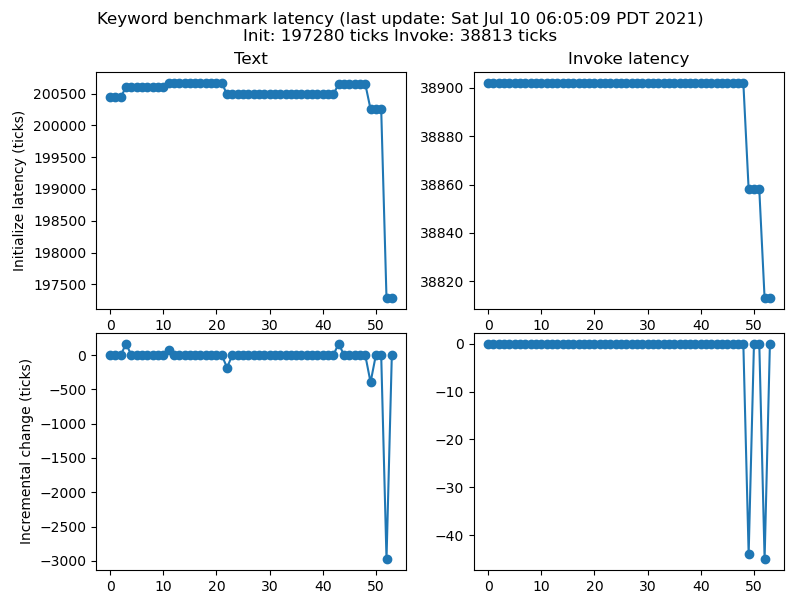 Keyword benchmark latency (last update: Sat Jul 10 06:05:09 PDT 2021)
Init: 197280 ticks Invoke: 38813 ticks
Text
Invoke latency
Initialize latency (ticks)
200500
200000
199500
199000
198500
198000
197500
0 10 20 30 40 50
38900
38880
38860
38840
38820
0 10 20 30 40 50
Incremental change (ticks)
0
−500
−1000
−1500
−2000
−2500
−3000
0 10 20 30 40 50
0
−10
−20
−30
−40
0 10 20 30 40 50